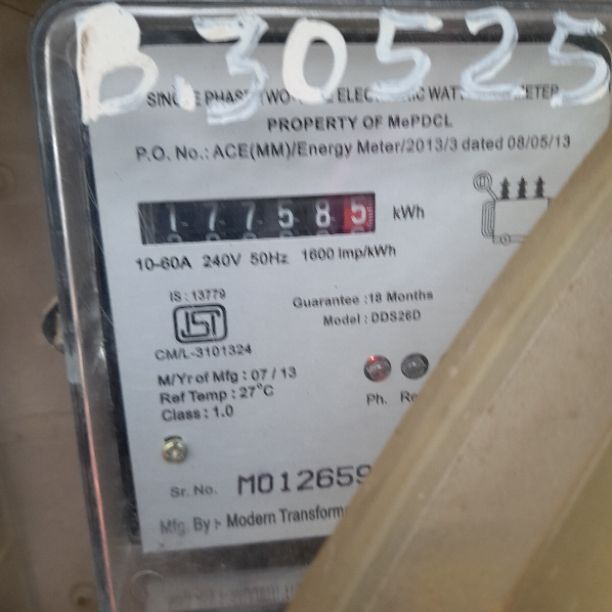 B.30525
PROPERTY OF MePDCL
P.O. No.: ACE(MM)/Energy Meter/2013/3 dated 08/05/13
177585 kWh
10-60A 240V 50Hz 1600 Imp/kWh
IS : 13779
Guarantee :18 Months
Model : DDS26D
CM/L-3101324
M/Yr of Mfg : 07 / 13
Ref Temp : 27°C
Class : 1.0
Ph.
Sr. No. M012659
Mfg. By :- Modern